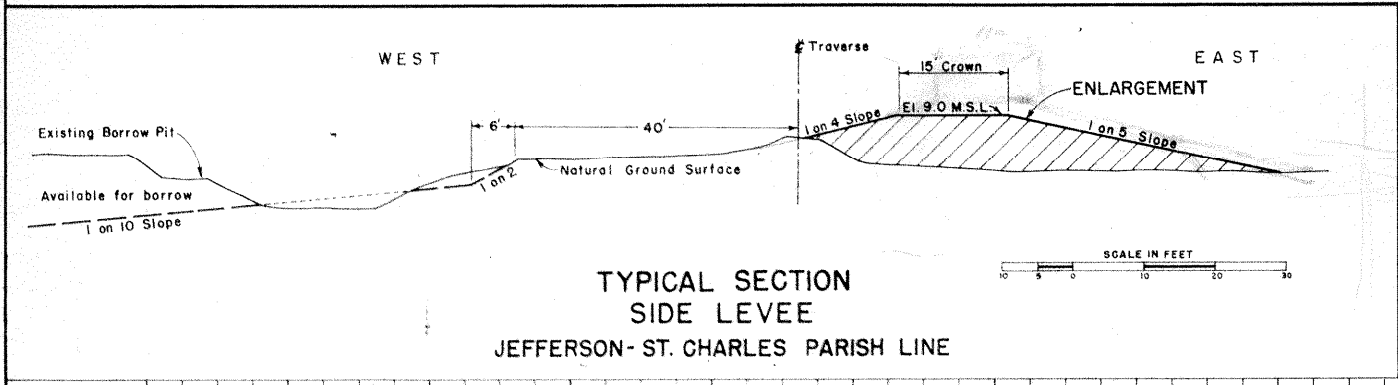 WEST
℄ Traverse
EAST
15' Crown
ENLARGEMENT
El. 9.0 M.S.L.
1 on 4 Slope
1 on 5 Slope
Existing Borrow Pit
6'
40'
1 on 2
Natural Ground Surface
Available for borrow
1 on 10 Slope
SCALE IN FEET
10 5 0 10 20 30
TYPICAL SECTION
SIDE LEVEE
JEFFERSON-ST. CHARLES PARISH LINE